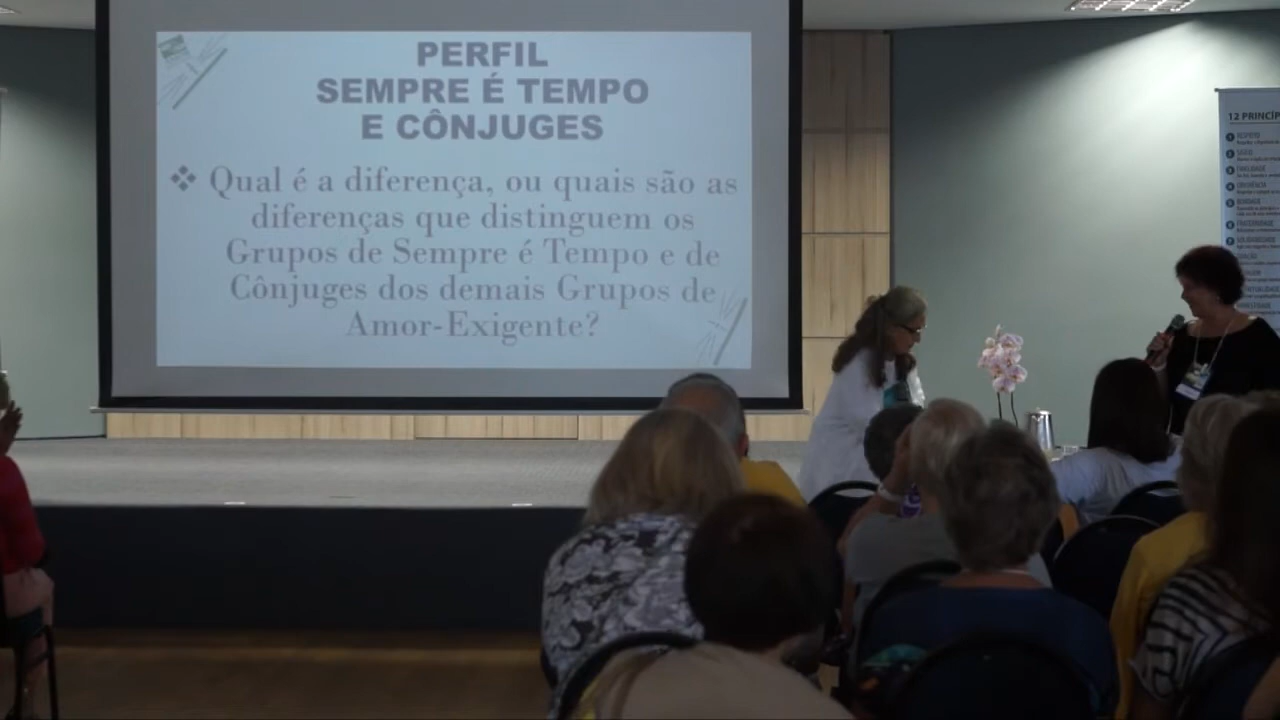 PERFIL
SEMPRE É TEMPO
E CÔNJUGES
❖ Qual é a diferença, ou quais são as
diferenças que distinguem os
Grupos de Sempre é Tempo e de
Cônjuges dos demais Grupos de
Amor-Exigente?
12 PRINCÍP